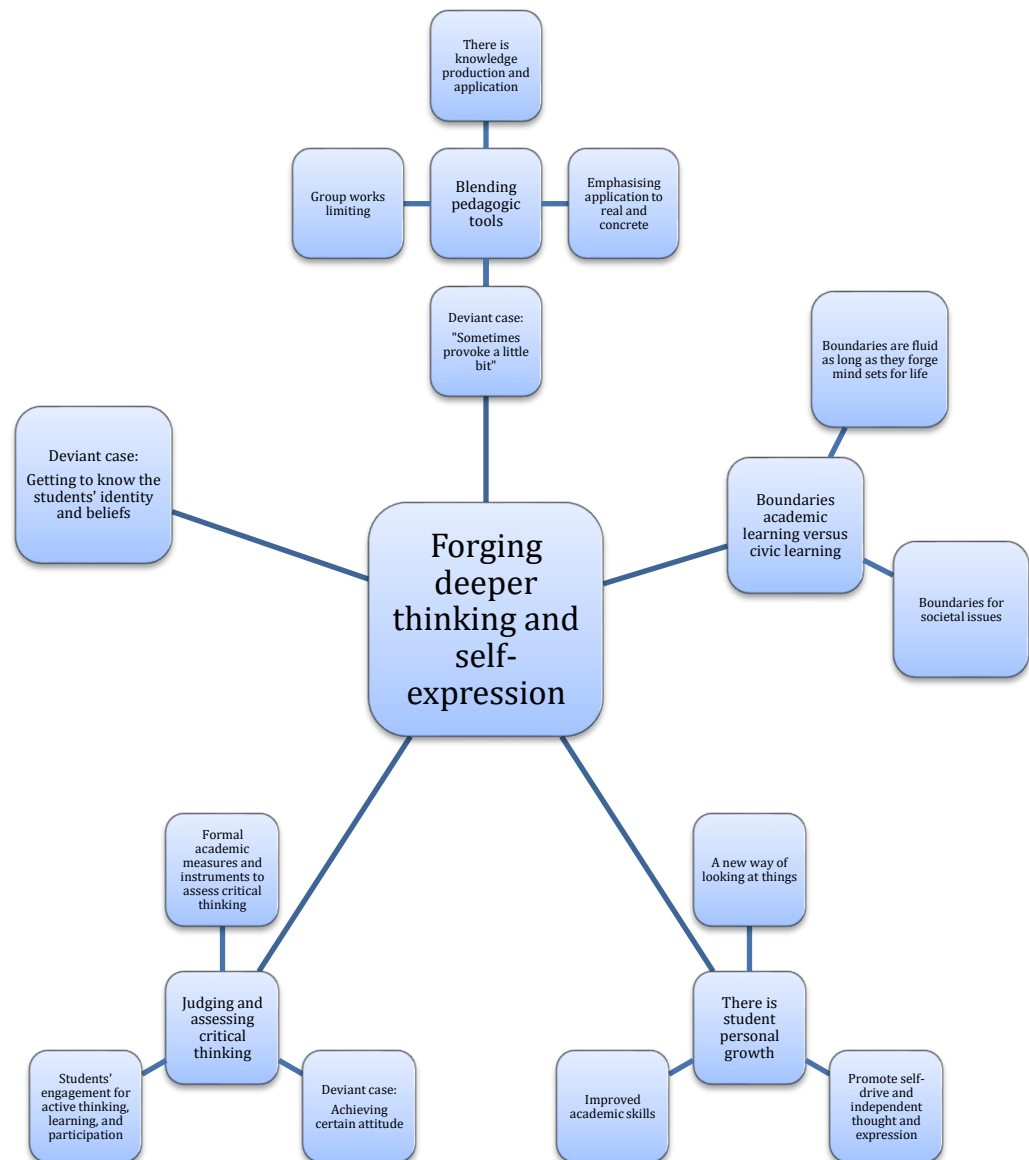 There is
knowledge
production and
application
Group works
limiting
Blending
pedagogic
tools
Emphasising
application to
real and
concrete
Deviant case:
"Sometimes
provoke a little
bit"
Boundaries are fluid
as long as they forge
mind sets for life
Deviant case:
Getting to know the
students' identity
and beliefs
Boundaries
academic
learning versus
civic learning
Forging
deeper
thinking and
self-
expression
Boundaries for
societal issues
Formal
academic
measures and
instruments to
assess critical
thinking
A new way of
looking at things
Judging and
assessing
critical
thinking
There is
student
personal
growth
Students'
engagement for
active thinking,
learning, and
participation
Deviant case:
Achieving
certain attitude
Improved
academic skills
Promote self-
drive and
independent
thought and
expression